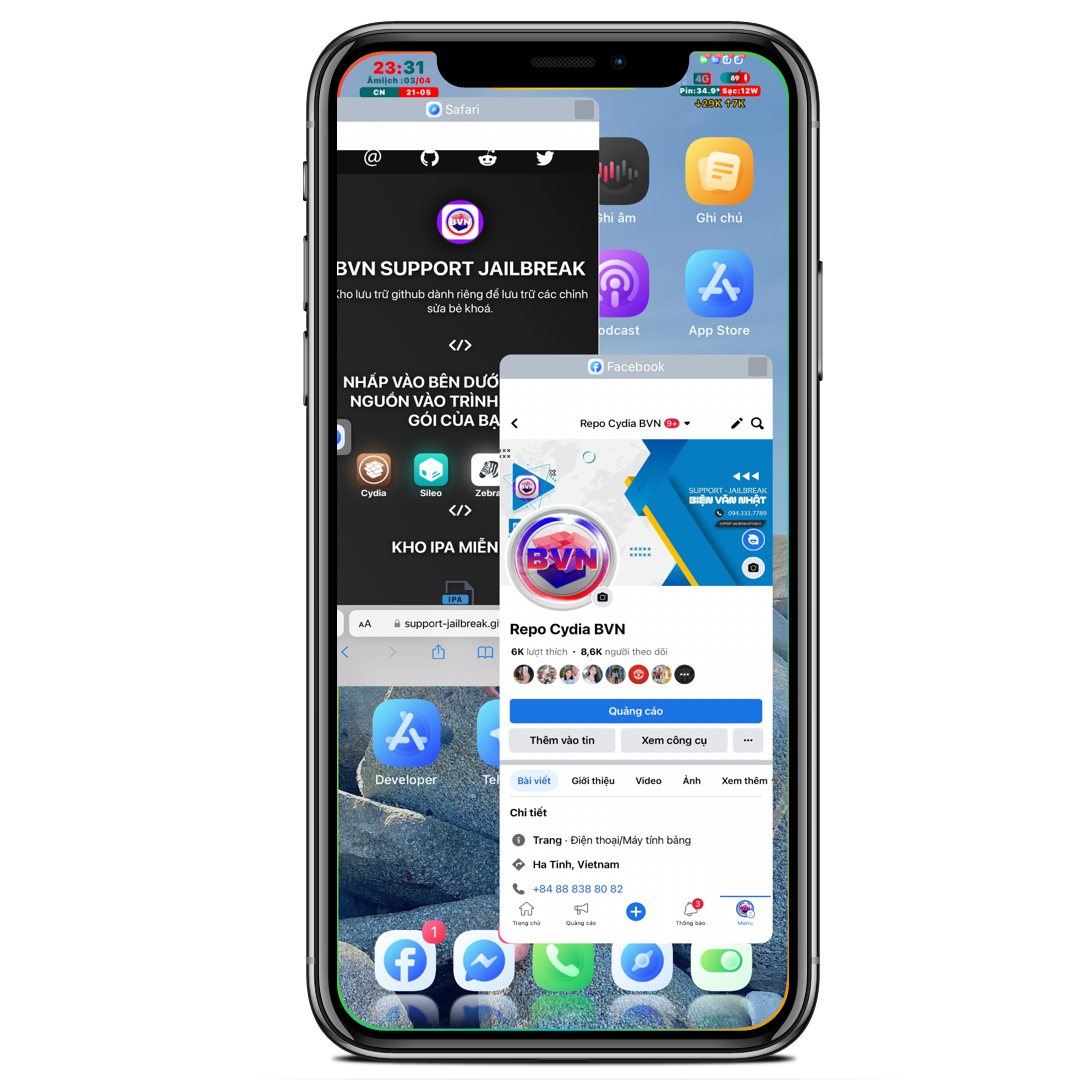 23:31
Âmlịch :03/04
CN 21-05
4G 89
Pin:34.9° Sạc:12W
↓29K ↑7K
Safari
BVN
BVN SUPPORT JAILBREAK
Kho lưu trữ github dành riêng để lưu trữ các chỉnh
sửa bẻ khoá.
</>
NHẤP VÀO BÊN DƯỚ
NGUỒN VÀO TRÌNH
GÓI CỦA BẠ
Cydia
Sileo
Zebra
</>
KHO IPA MIỄN
IPA
AA support-jailbreak.gi
Ghi âm
Ghi chú
odcast
App Store
Facebook
Repo Cydia BVN 9+
BVN
SUPPORT - JAILBREAK
BIỆN VĂN NHẬT
094.333.7789
BVN
Repo Cydia BVN
6K lượt thích • 8,6K người theo dõi
Quảng cáo
Thêm vào tin
Xem công cụ
Bài viết
Giới thiệu
Video
Ảnh
Xem thêm
Chi tiết
Trang · Điện thoại/Máy tính bảng
Ha Tinh, Vietnam
+84 88 838 80 82
Trang chủ
Quảng cáo
3
Thông báo
Menu
Developer
Tel
1